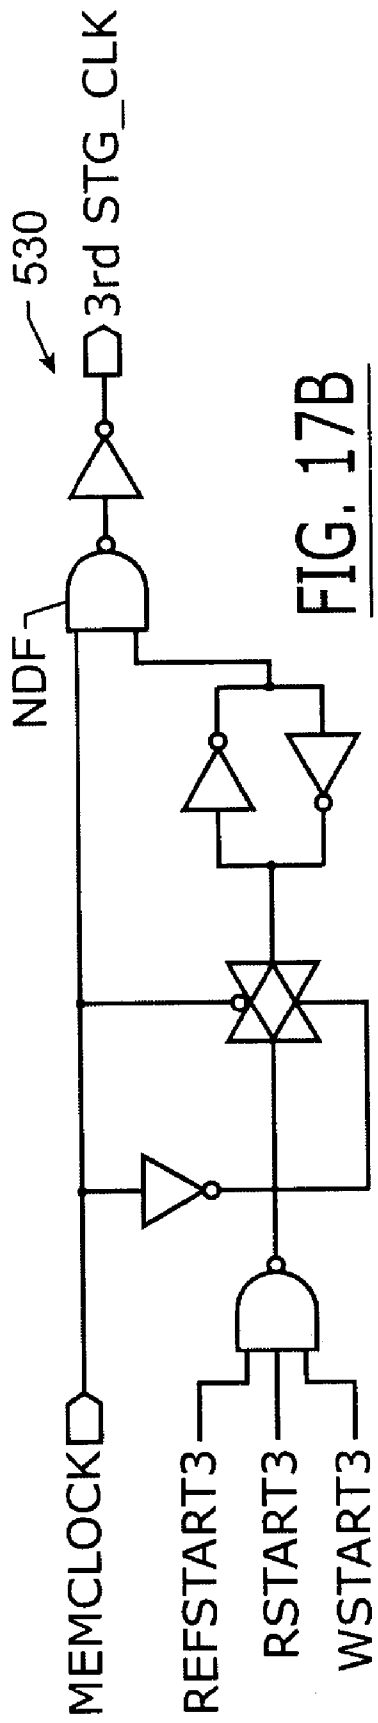 530
3rd STG_CLK
NDF
MEMCLOCK
REFSTART3
RSTART3
WSTART3
FIG. 17B